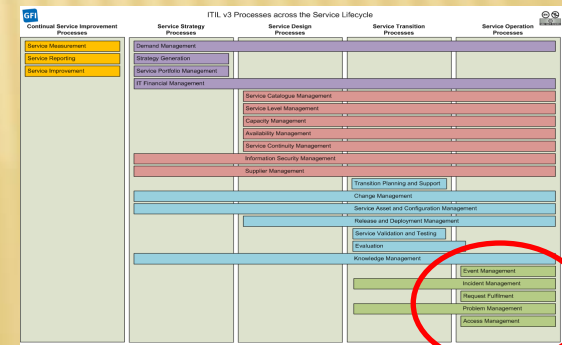 GFI
ITIL v3 Processes across the Service Lifecycle
Continual Service Improvement
Processes
Service Strategy
Processes
Service Design
Processes
Service Transition
Processes
Service Operation
Processes
Service Measurement
Service Reporting
Service Improvement
Demand Management
Strategy Generation
Service Portfolio Management
IT Financial Management
Service Catalogue Management
Service Level Management
Capacity Management
Availability Management
Service Continuity Management
Information Security Management
Supplier Management
Transition Planning and Support
Change Management
Service Asset and Configuration Management
Release and Deployment Management
Service Validation and Testing
Evaluation
Knowledge Management
Event Management
Incident Management
Request Fulfilment
Problem Management
Access Management